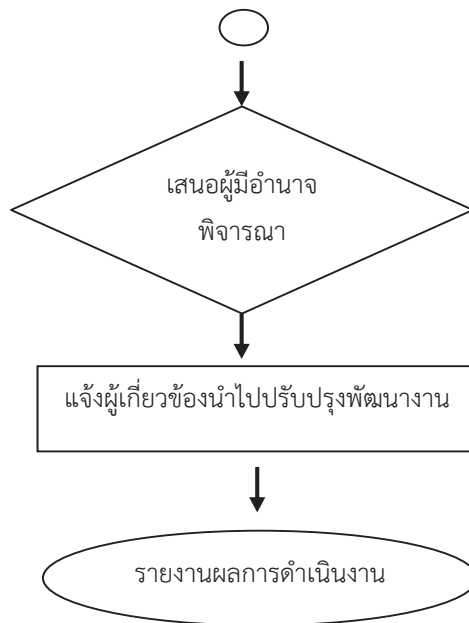 เสนอผู้มีอำนาจ
พิจารณา
แจ้งผู้เกี่ยวข้องนำไปปรับปรุงพัฒนางาน
รายงานผลการดำเนินงาน